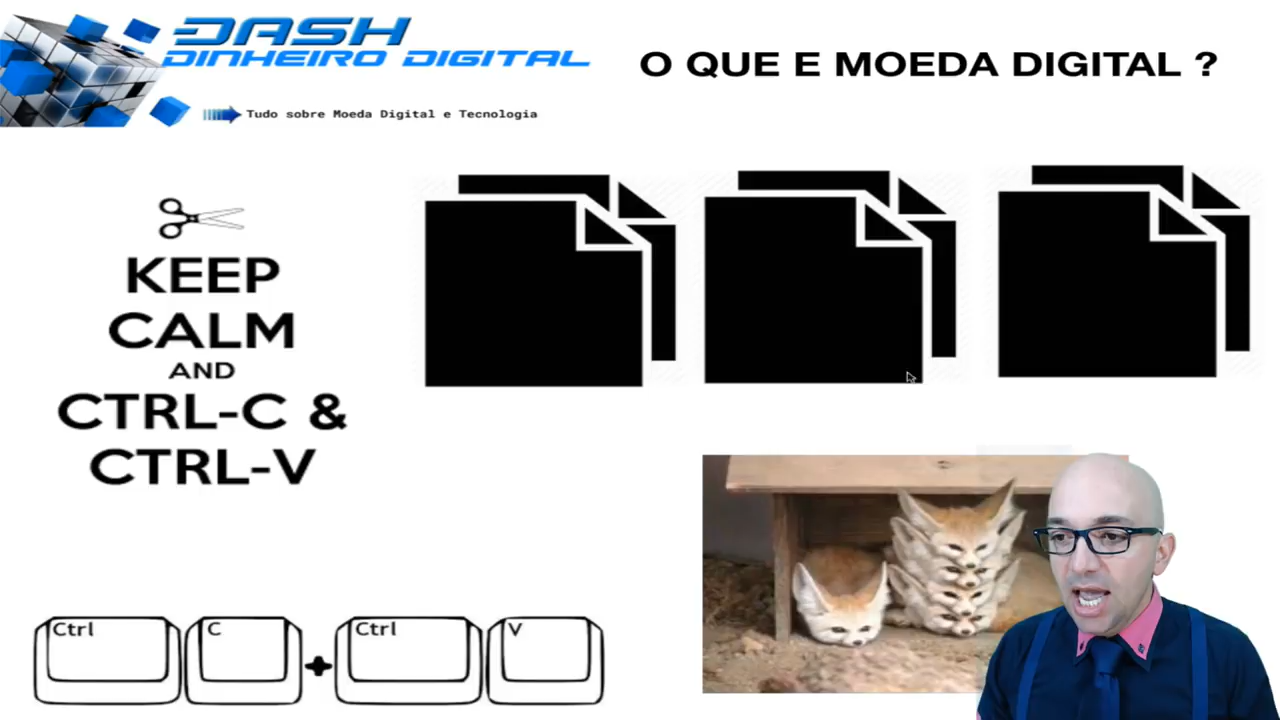 DASH
DINHEIRO DIGITAL
Tudo sobre Moeda Digital e Tecnologia
O QUE E MOEDA DIGITAL ?
KEEP
CALM
AND
CTRL-C &
CTRL-V
Ctrl C + Ctrl V